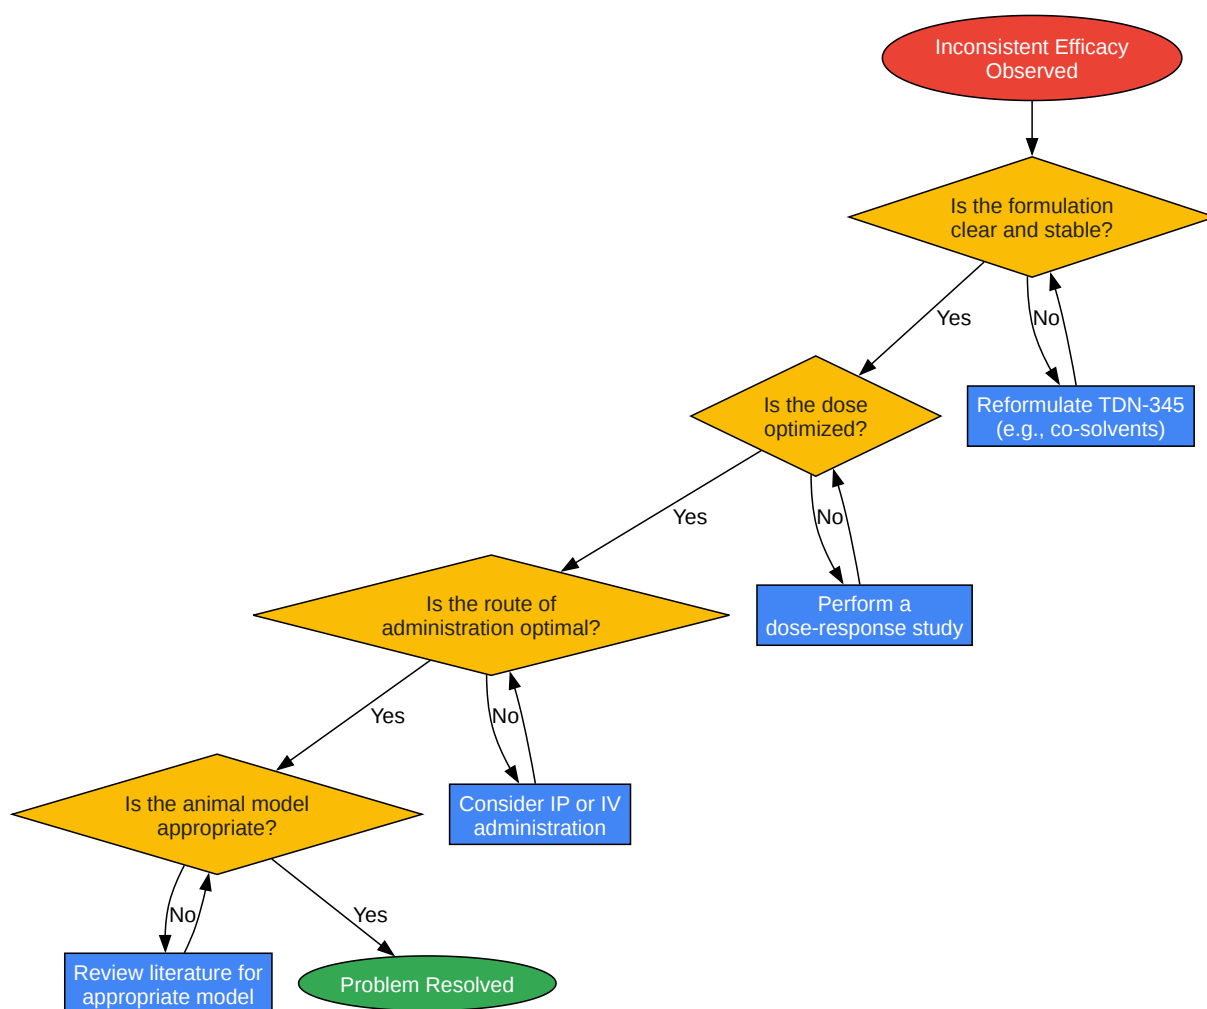 Inconsistent Efficacy
Observed
Is the formulation
clear and stable?
Yes
No
Reformulate TDN-345
(e.g., co-solvents)
Is the dose
optimized?
Yes
No
Perform a
dose-response study
Is the route of
administration optimal?
Yes
No
Consider IP or IV
administration
Is the animal model
appropriate?
No
Yes
Review literature for
appropriate model
Problem Resolved